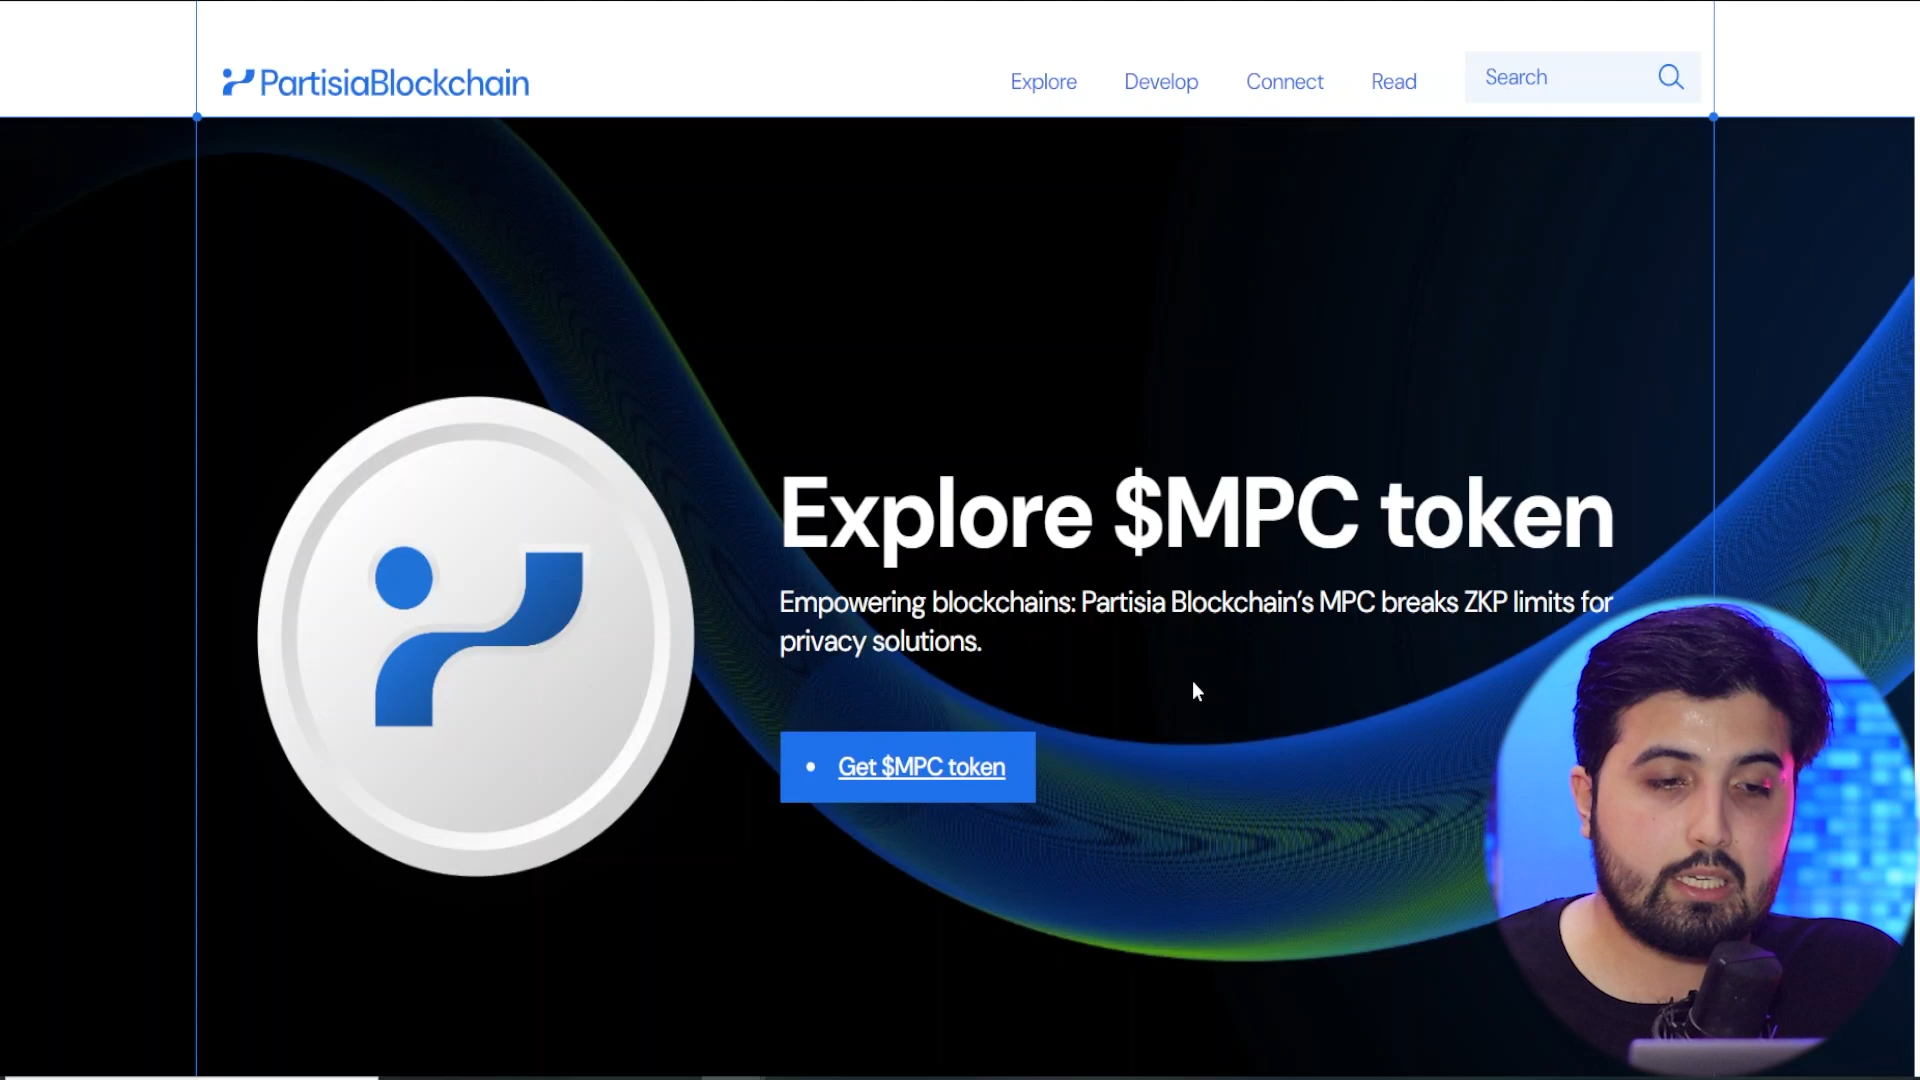 PartisiaBlockchain
Explore
Develop
Connect
Read
Search
Explore $MPC token
Empowering blockchains: Partisia Blockchain's MPC breaks ZKP limits for
privacy solutions.
Get $MPC token